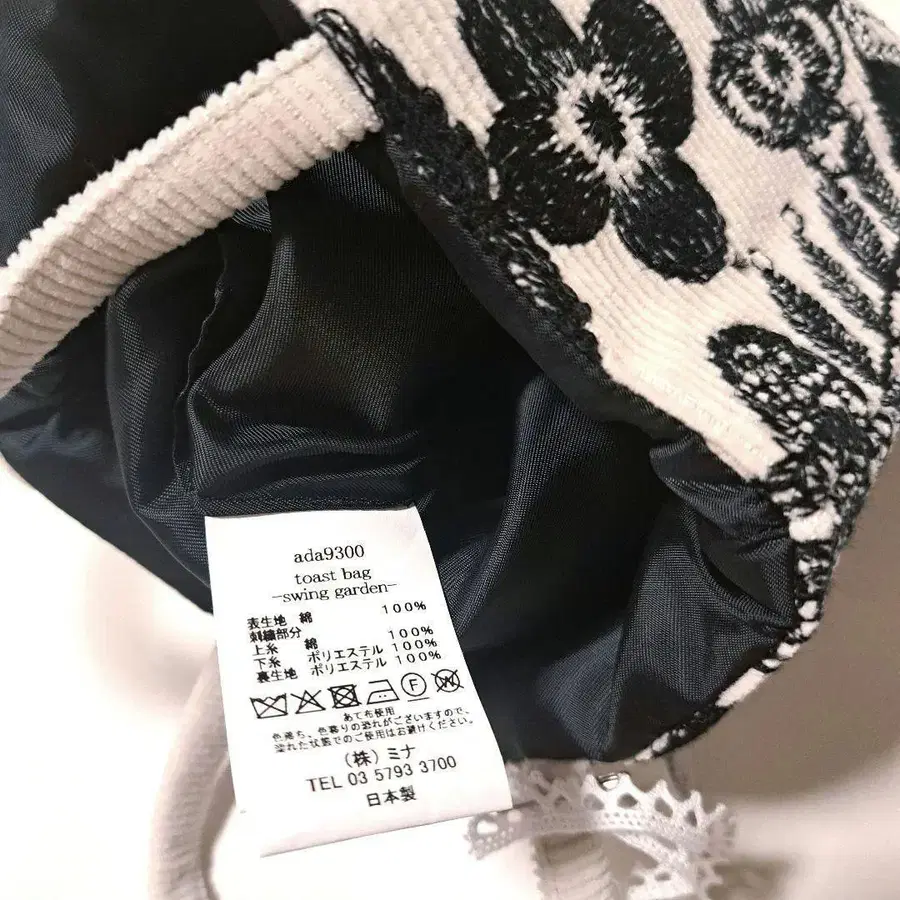 ada9300
toast bag
-swing garden-
表生地 綿 100%
刺繍部分
上糸 綿 100%
下糸 ポリエステル 100%
裏生地 ポリエステル 100%
F W
あて布使用
色落ち、色暮りの恐れがございますので、
濡れた状態でのご使用はお避けください。
(株)ミナ
TEL 03 5793 3700
日本製